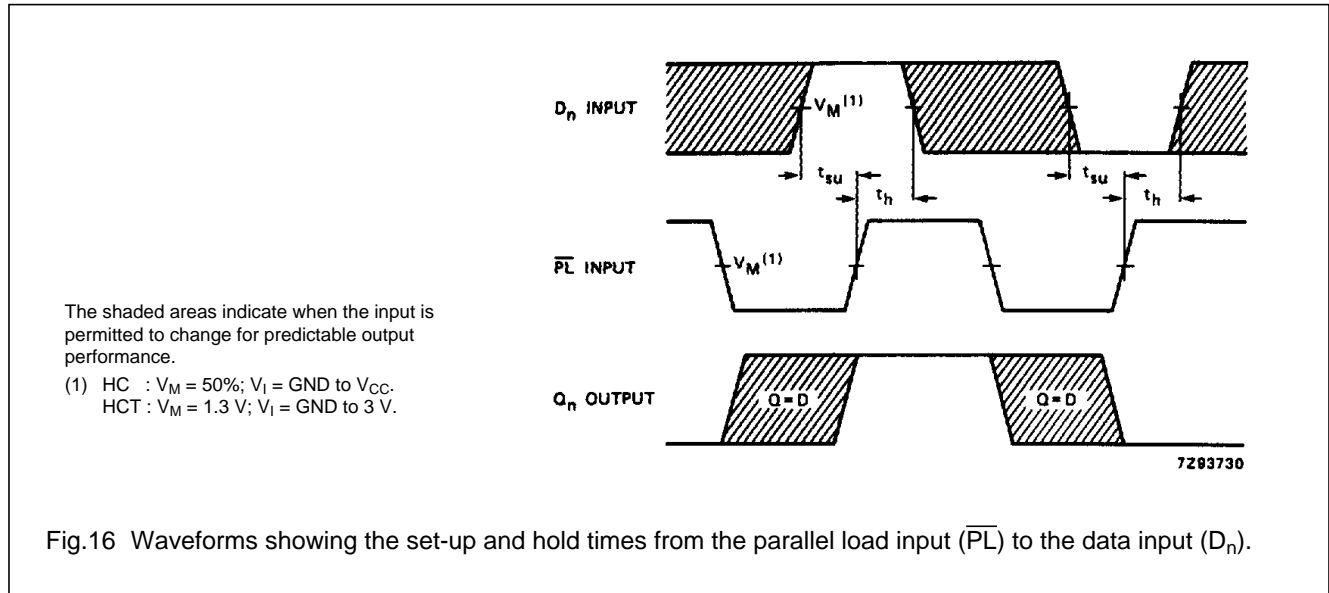 Dn INPUT
VM(1)
tsu
th
tsu
th
PL INPUT
VM(1)
The shaded areas indicate when the input is
permitted to change for predictable output
performance.
(1) HC : VM = 50%; VI = GND to VCC.
HCT : VM = 1.3 V; VI = GND to 3 V.
Qn OUTPUT
Q = D
Q = D
7Z93730
Fig.16 Waveforms showing the set-up and hold times from the parallel load input (PL) to the data input (Dn).